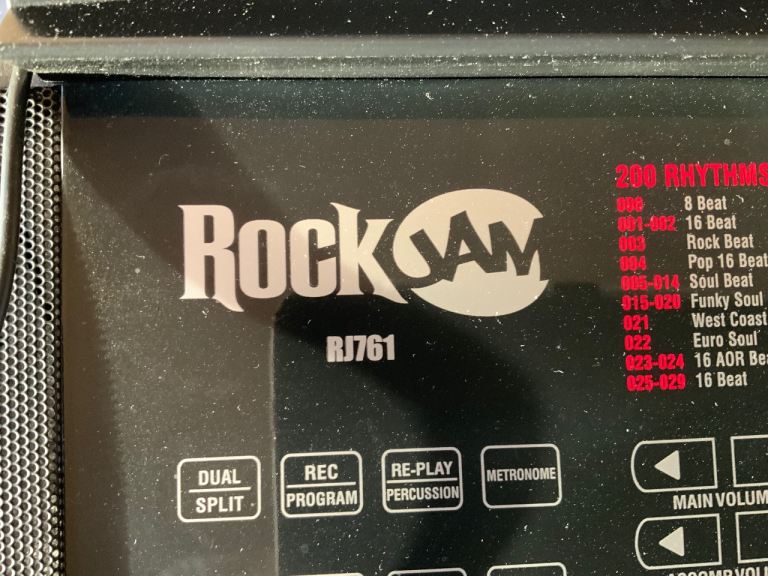 ROCKJAM
RJ761
200 RHYTHMS
000 8 Beat
001-002 16 Beat
003 Rock Beat
004 Pop 16 Beat
005-014 Soul Beat
015-020 Funky Soul
021 West Coast
022 Euro Soul
023-024 16 AOR
025-029 16 Beat
DUAL
SPLIT
REC
PROGRAM
RE-PLAY
PERCUSSION
METRONOME
MAIN